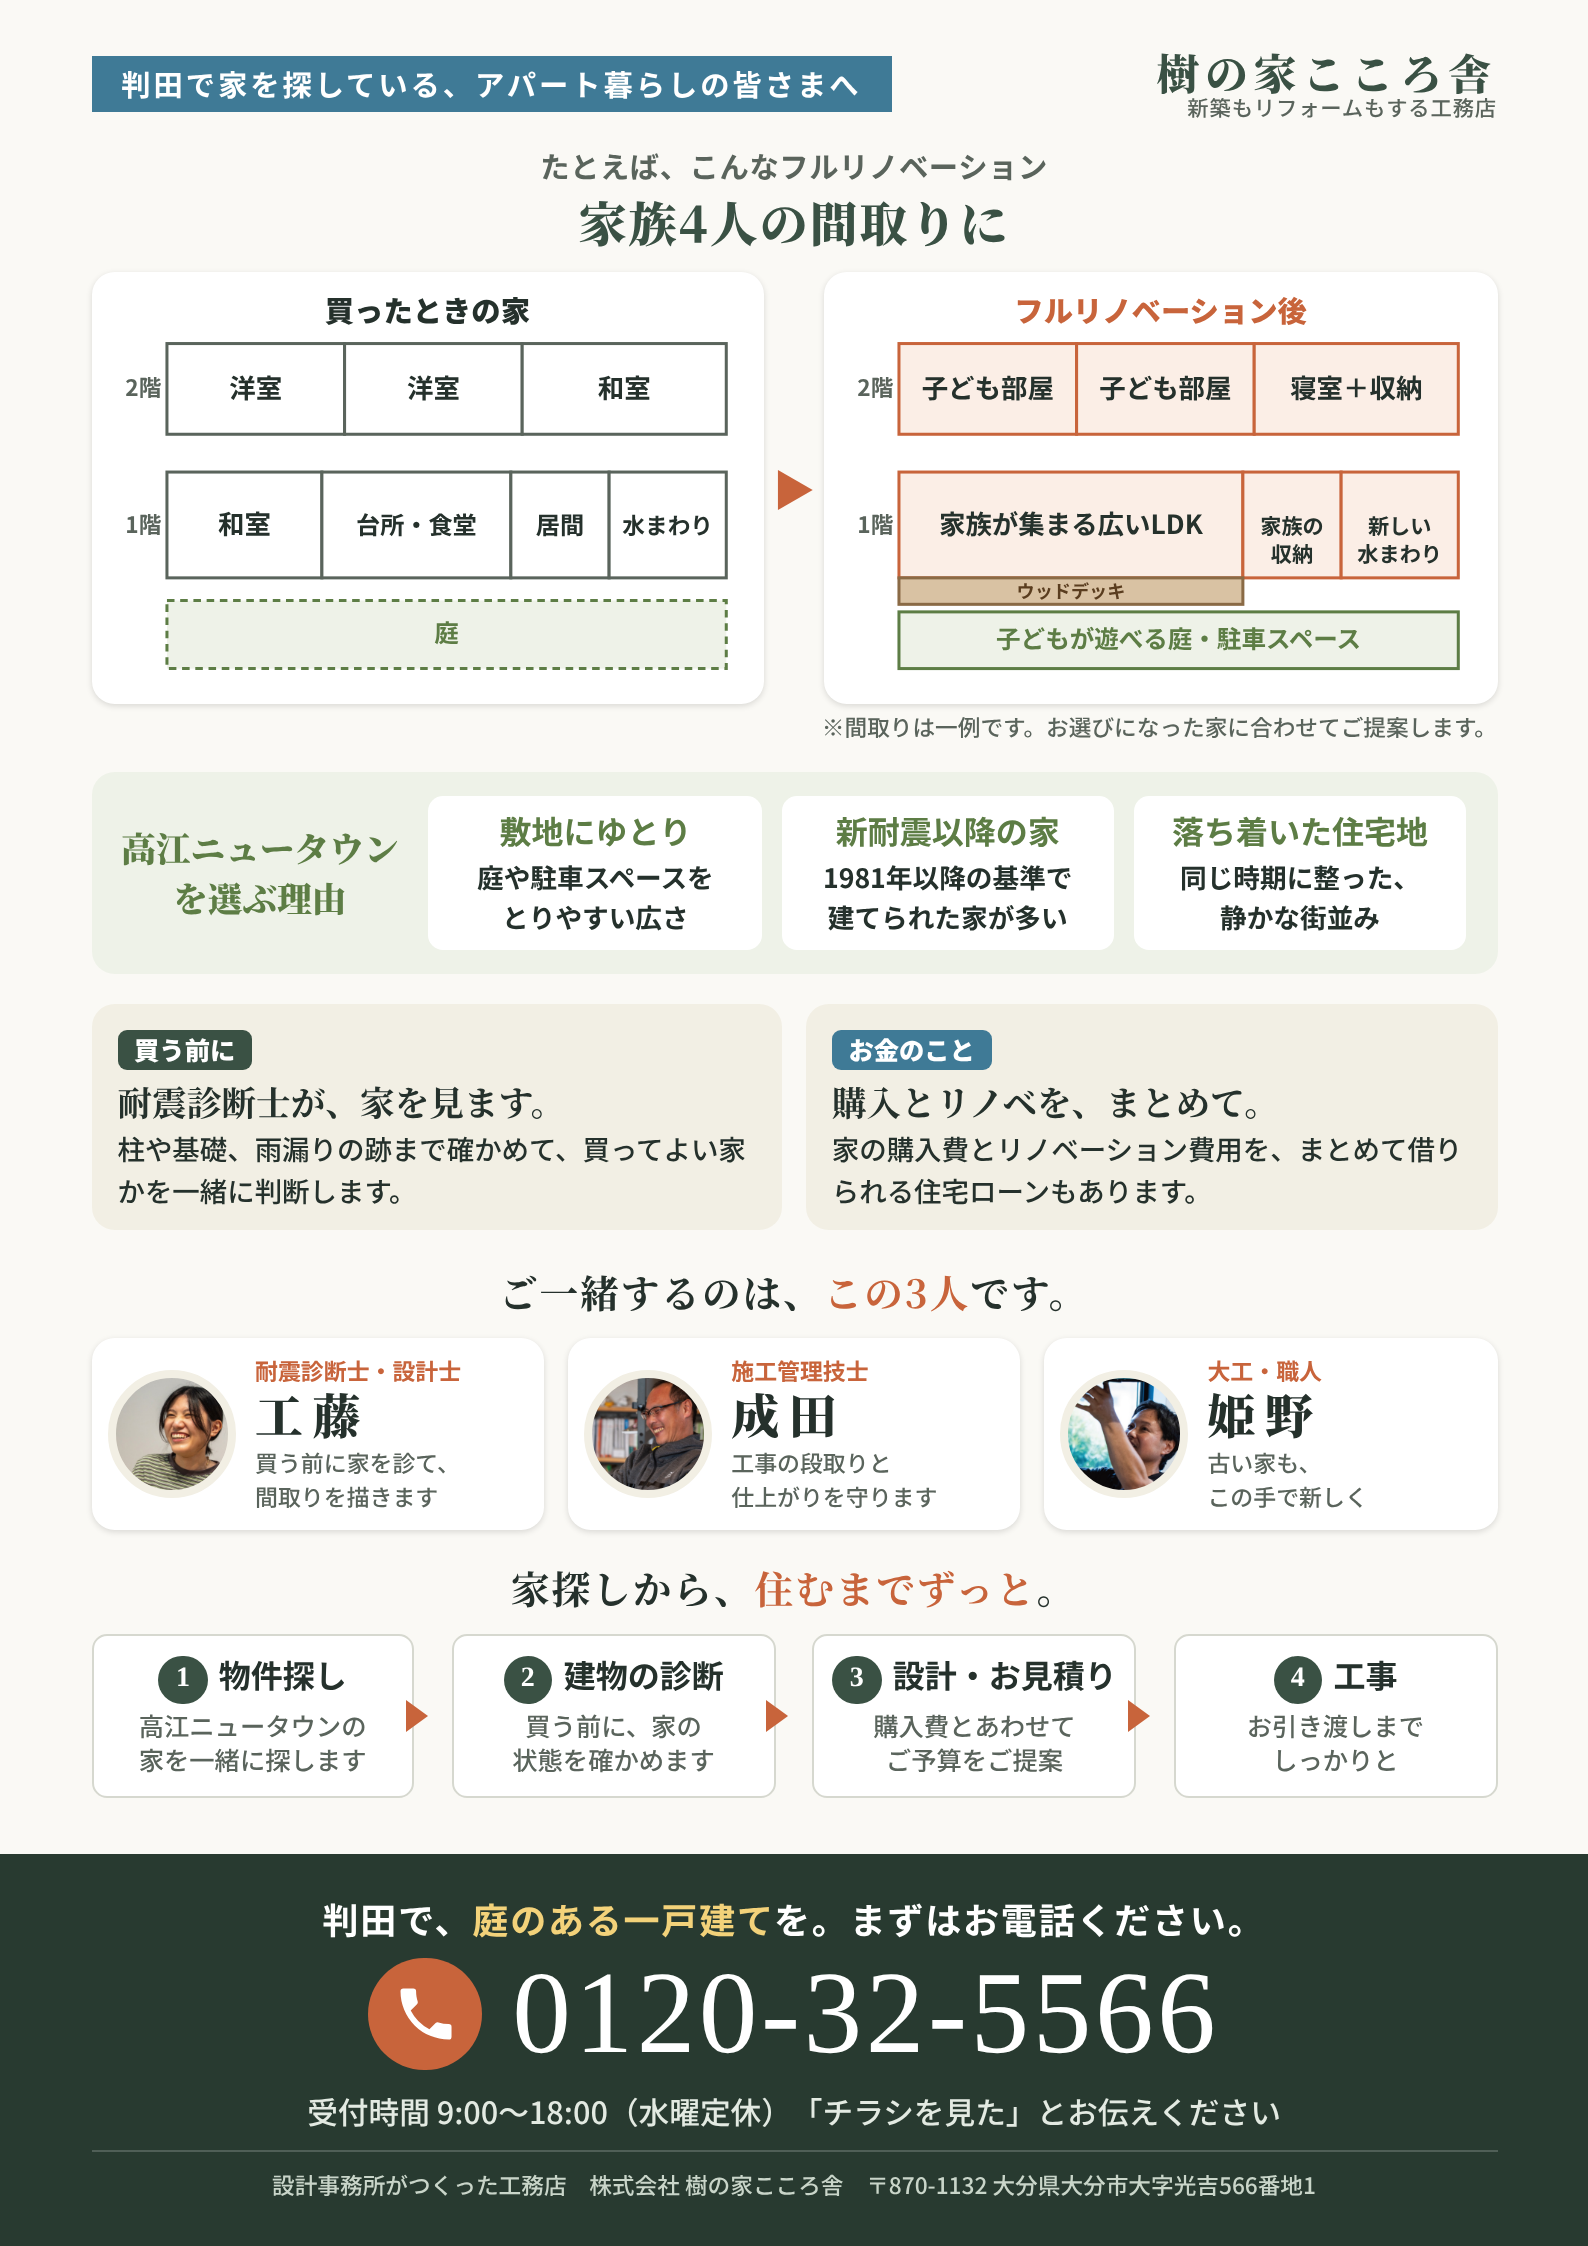 判田で家を探している、アパート暮らしの皆さまへ
樹の家こころ舎
新築もリフォームもする工務店
たとえば、こんなフルリノベーション
家族4人の間取りに
買ったときの家
2階
洋室
洋室
和室
1階
和室
台所・食堂
居間
水まわり
庭
フルリノベーション後
2階
子ども部屋
子ども部屋
寝室＋収納
1階
家族が集まる広いLDK
家族の
収納
新しい
水まわり
ウッドデッキ
子どもが遊べる庭・駐車スペース
※間取りは一例です。お選びになった家に合わせてご提案します。
高江ニュータウン
を選ぶ理由
敷地にゆとり
庭や駐車スペースを
とりやすい広さ
新耐震以降の家
1981年以降の基準で
建てられた家が多い
落ち着いた住宅地
同じ時期に整った、
静かな街並み
買う前に
耐震診断士が、家を見ます。
柱や基礎、雨漏りの跡まで確かめて、買ってよい家
かを一緒に判断します。
お金のこと
購入とリノベを、まとめて。
家の購入費とリノベーション費用を、まとめて借り
られる住宅ローンもあります。
ご一緒するのは、この3人です。
耐震診断士・設計士
工藤
買う前に家を診て、
間取りを描きます
施工管理技士
成田
工事の段取りと
仕上がりを守ります
大工・職人
姫野
古い家も、
この手で新しく
家探しから、住むまでずっと。
1 物件探し
高江ニュータウンの
家を一緒に探します
2 建物の診断
買う前に、家の
状態を確かめます
3 設計・お見積り
購入費とあわせて
ご予算をご提案
4 工事
お引き渡しまで
しっかりと
判田で、庭のある一戸建てを。まずはお電話ください。
0120-32-5566
受付時間 9:00〜18:00（水曜定休）「チラシを見た」とお伝えください
設計事務所がつくった工務店　株式会社 樹の家こころ舎　〒870-1132 大分県大分市大字光吉566番地1